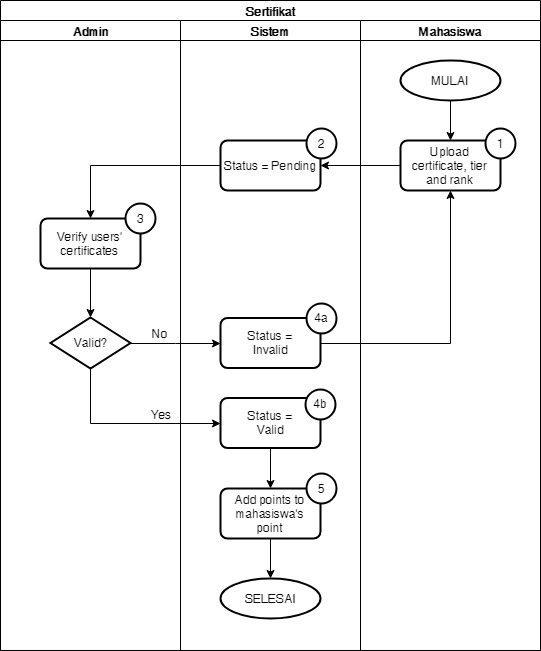 Sertifikat
Admin
Sistem
Mahasiswa
MULAI
1
Upload
certificate, tier
and rank
2
Status = Pending
3
Verify users'
certificates
Valid?
No
4a
Status =
Invalid
Yes
4b
Status =
Valid
5
Add points to
mahasiswa's
point
SELESAI